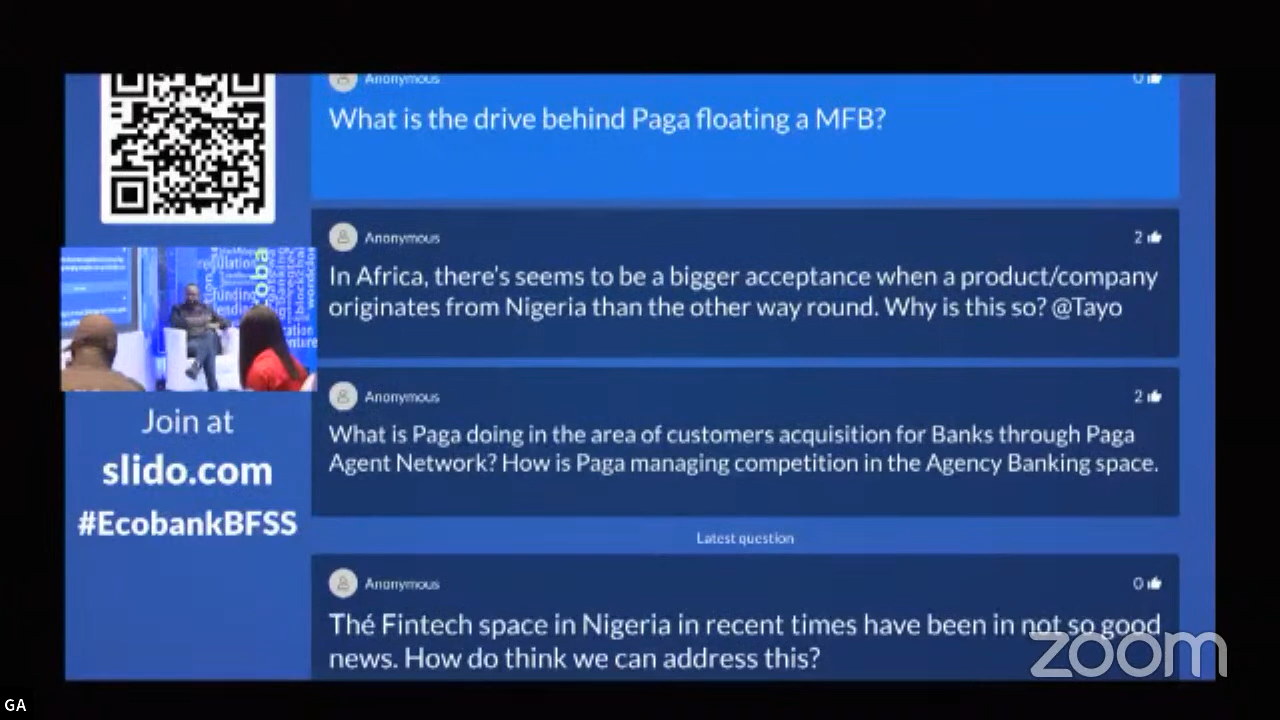 Anonymous
0
What is the drive behind Paga floating a MFB?
Anonymous
2
In Africa, there's seems to be a bigger acceptance when a product/company
originates from Nigeria than the other way round. Why is this so? @Tayo
Anonymous
2
What is Paga doing in the area of customers acquisition for Banks through Paga
Agent Network? How is Paga managing competition in the Agency Banking space.
Latest question
Anonymous
0
Thé Fintech space in Nigeria in recent times have been in not so good
news. How do think we can address this?
regulation
funding
Join at
slido.com
#EcobankBFSS
zoom
GA